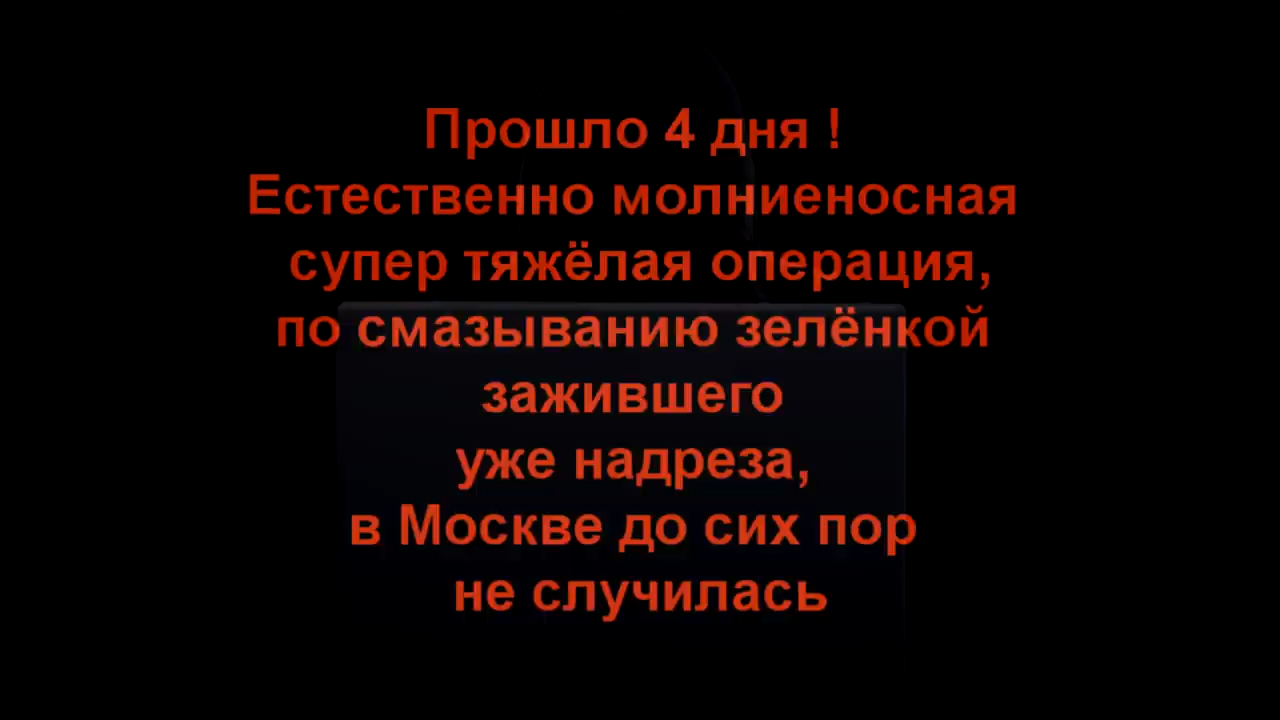 Прошло 4 дня !
Естественно молниеносная
супер тяжёлая операция,
по смазыванию зелёнкой
зажившего
уже надреза,
в Москве до сих пор
не случилась